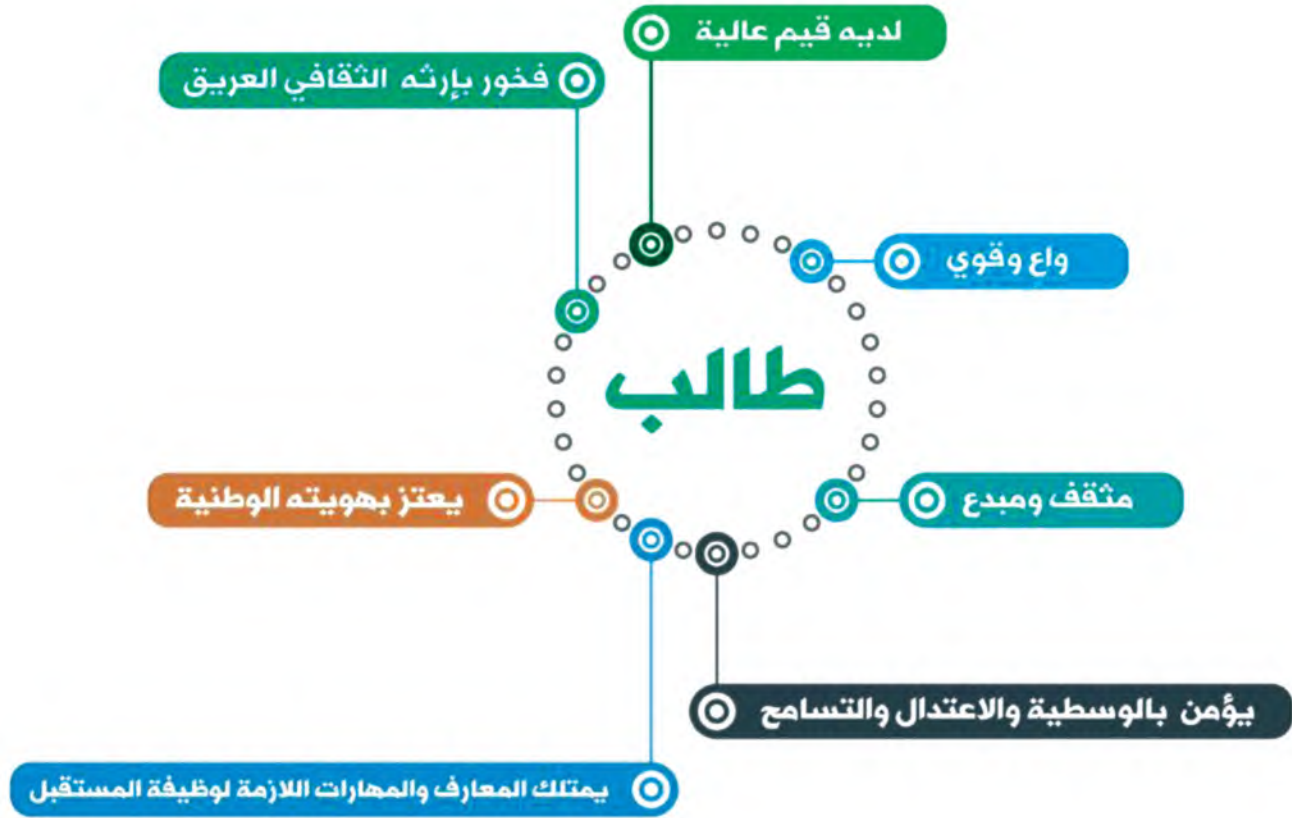 لديه قيم عالية
فخور بإرثه الثقافي العريق
واع وقوي
طالب
مثقف ومبدع
يعتز بهويته الوطنية
يؤمن بالوسطية والاعتدال والتسامح
يمتلك المعارف والمهارات اللازمة لوظيفة المستقبل